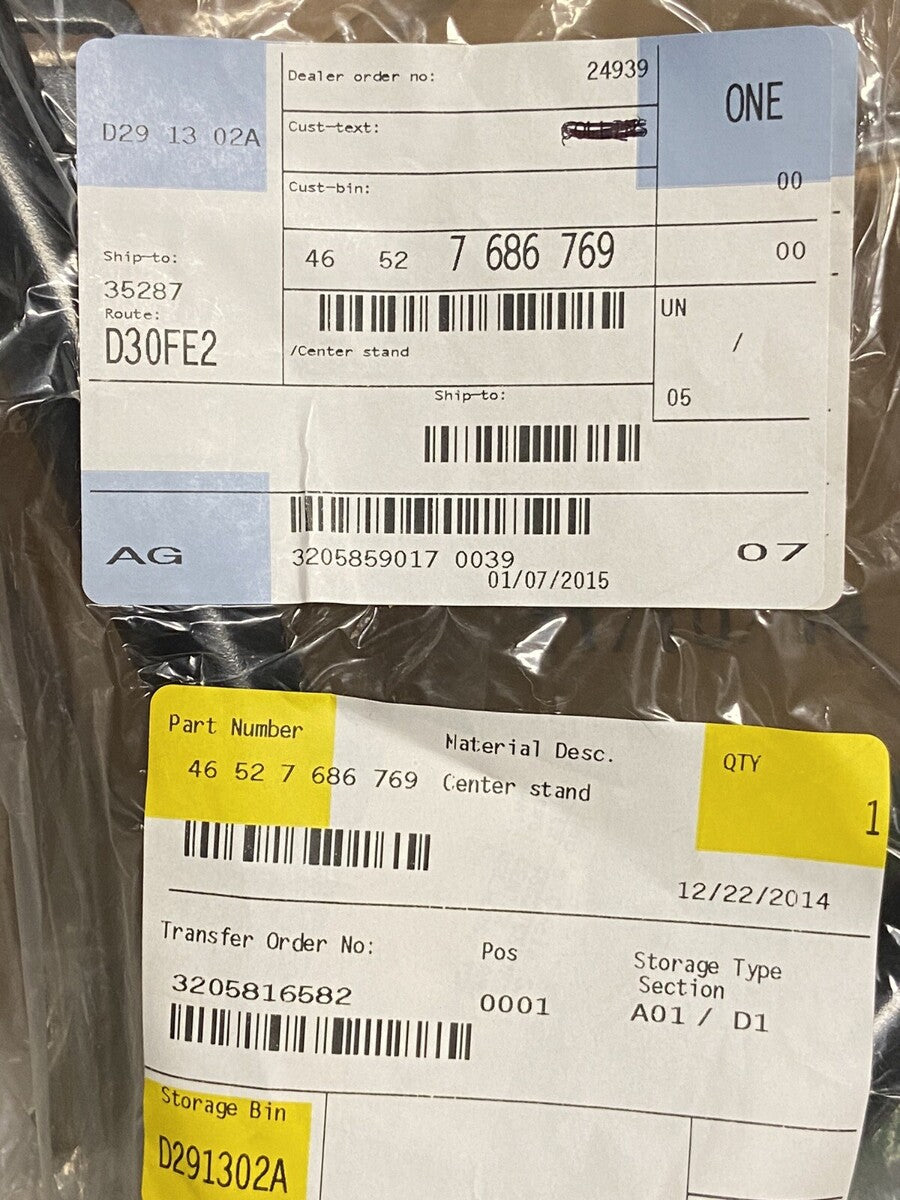 D29 13 02A
Dealer order no: 24939
Cust-text:
Cust-bin:
ONE
00
46 52 7 686 769
00
Ship-to:
35287
Route:
D30FE2
/Center stand
UN
/
05
Ship-to:
AG
3205859017 0039
01/07/2015
07
Part Number
46 52 7 686 769
Material Desc.
Center stand
QTY
1
12/22/2014
Transfer Order No:
3205816582
Pos
0001
Storage Type
Section
A01 / D1
Storage Bin
D291302A